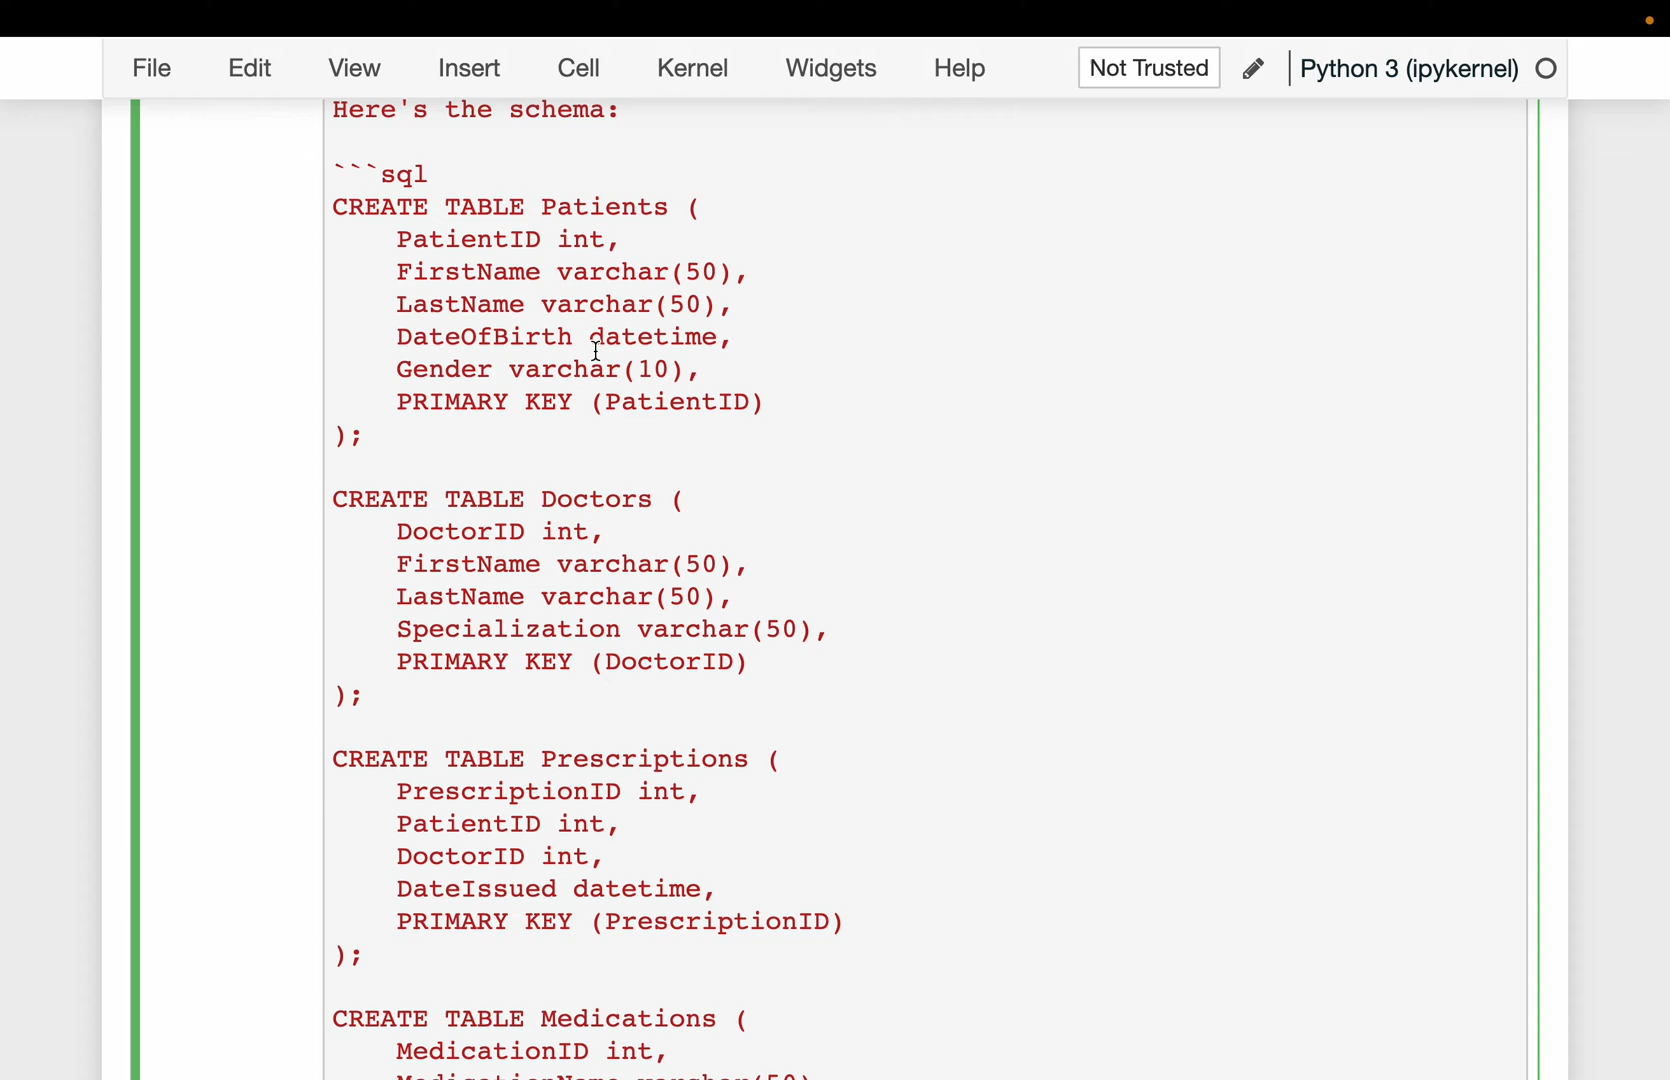 File Edit View Insert Cell Kernel Widgets Help Not Trusted Python 3 (ipykernel)
Here's the schema:
```sql
CREATE TABLE Patients (
    PatientID int,
    FirstName varchar(50),
    LastName varchar(50),
    DateOfBirth datetime,
    Gender varchar(10),
    PRIMARY KEY (PatientID)
);
CREATE TABLE Doctors (
    DoctorID int,
    FirstName varchar(50),
    LastName varchar(50),
    Specialization varchar(50),
    PRIMARY KEY (DoctorID)
);
CREATE TABLE Prescriptions (
    PrescriptionID int,
    PatientID int,
    DoctorID int,
    DateIssued datetime,
    PRIMARY KEY (PrescriptionID)
);
CREATE TABLE Medications (
    MedicationID int,